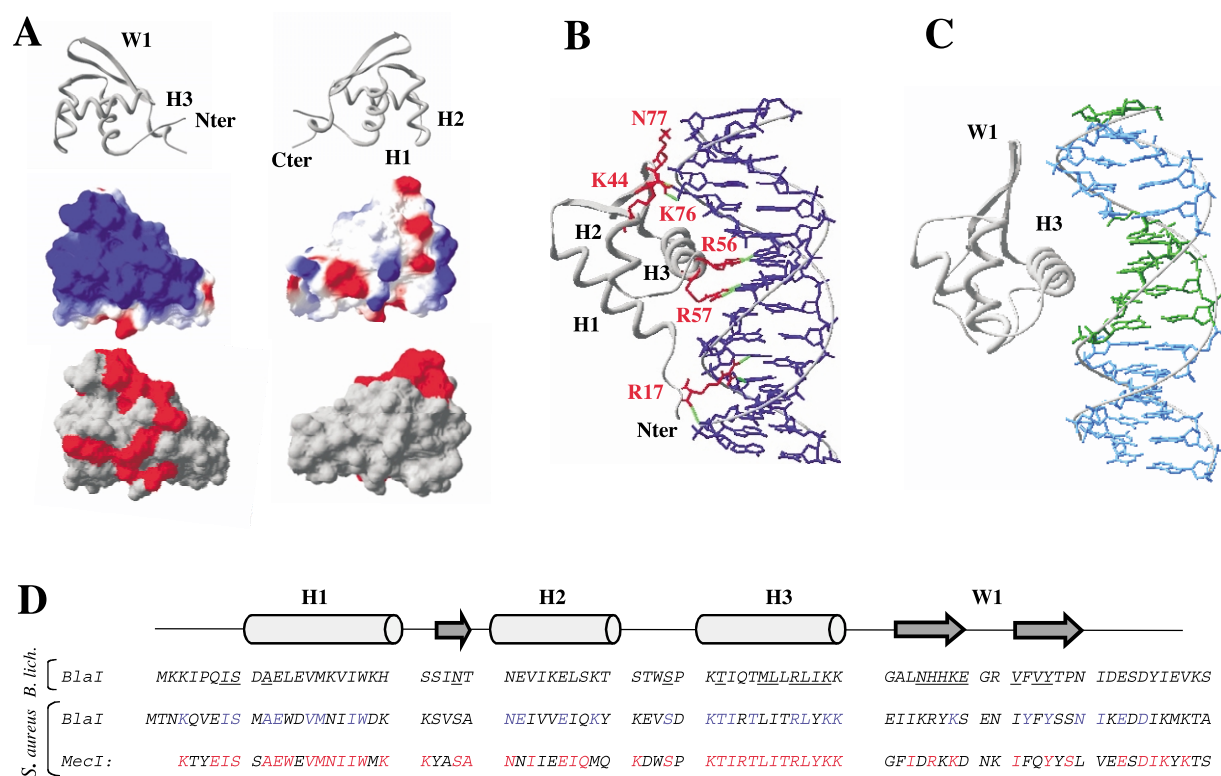 A
B
C
W1
H3
Nter
H2
Cter
H1
N77
K44
K76
H2
R56
H3
R57
H1
R17
Nter
W1
H3
D
H1 H2 H3 W1
B. lich.
BlaI MKKIPQIS DAELEVMKVIWKH SSINT NEVIKELSKT STWSP KTIQTMLLRLIKK GALNHHKE GR VFVYTPN IDESDYIEVKS
S. aureus
BlaI MTNKQVEIS MAEWDVMNIIWDK KSVSA NEIVVEIQKY KEVSD KTIRTLITRLYKK EIIKRYKS EN IYFYSSN IKEDDIKMKTA
MecI: KTYEIS SAEWEVMNIIWMK KYASA NNIIEEIQMQ KDWSP KTIRTLITRLYKK GFIDRKKD NK IFQYYSL VEESDIKYKTS